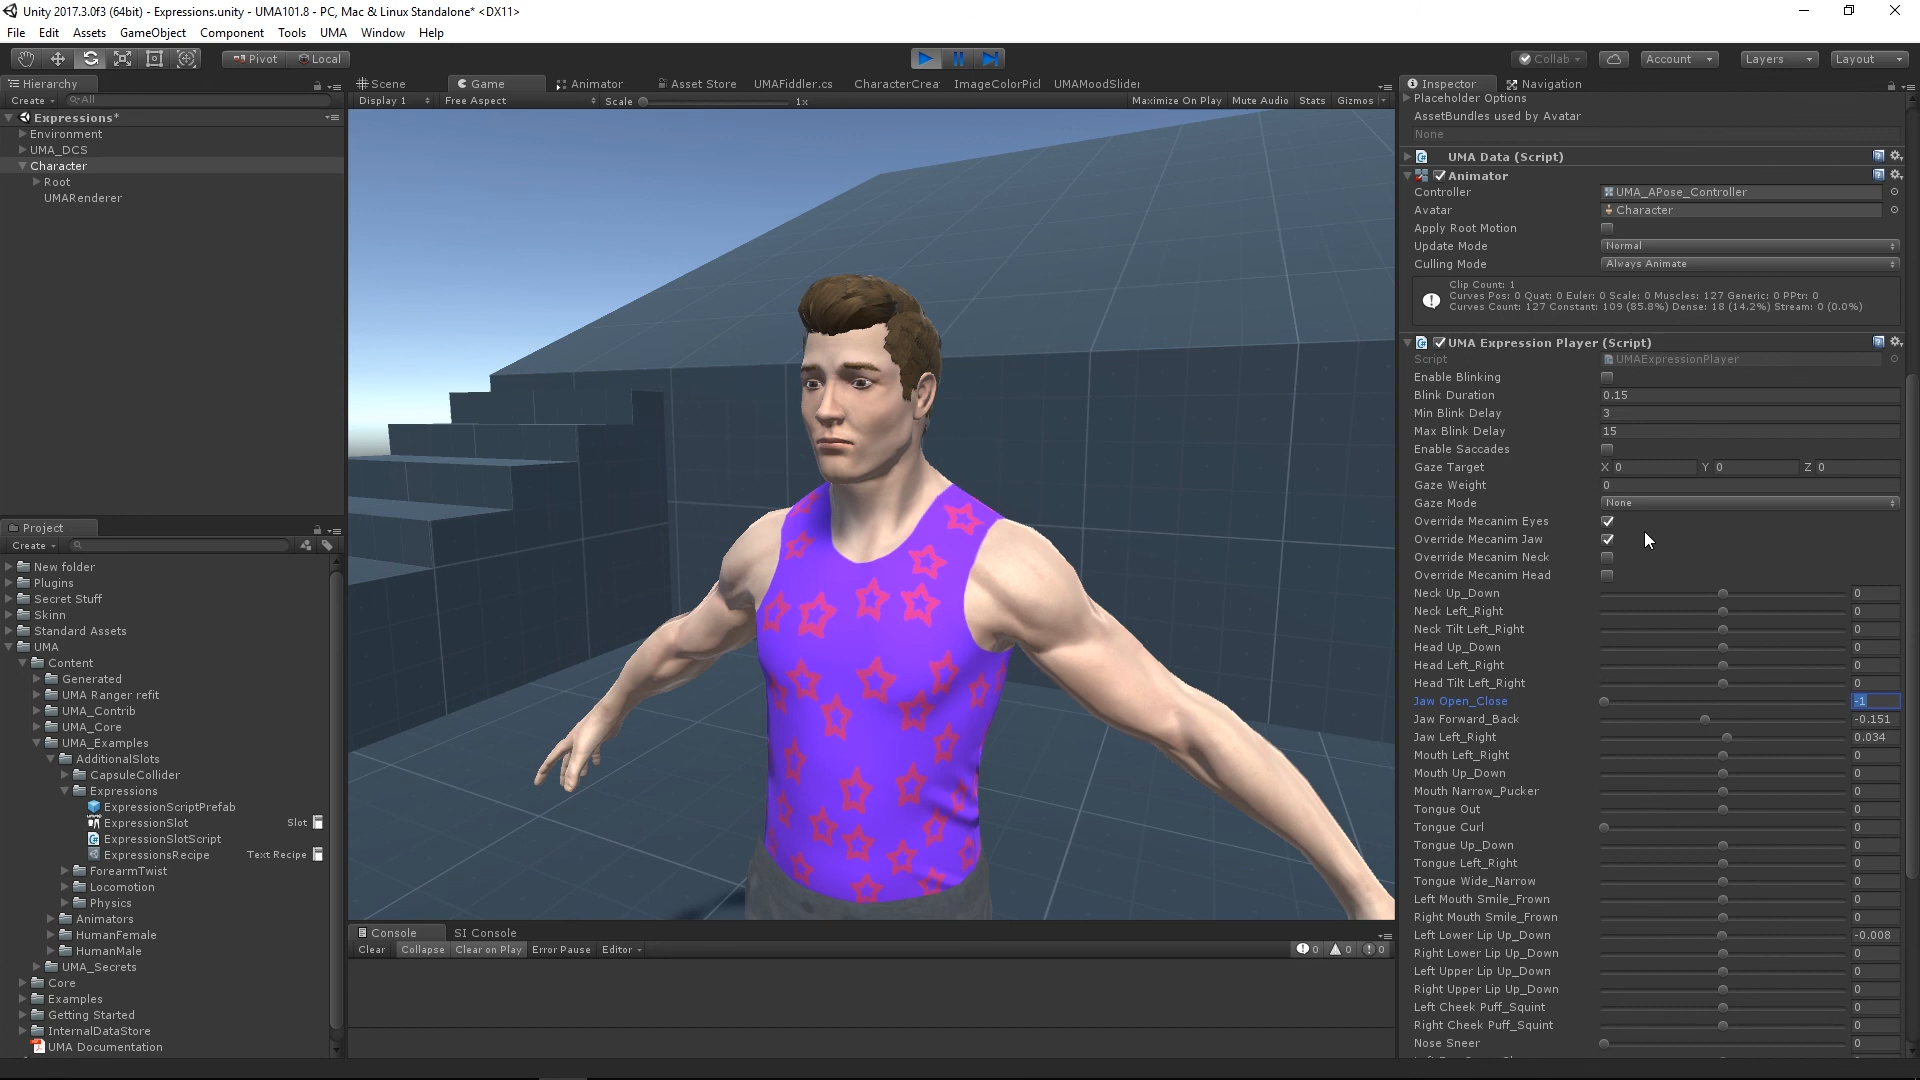 Unity 2017.3.0f3 (64bit) - Expressions.unity - UMA101.8 - PC, Mac & Linux Standalone* <DX11>
File Edit Assets GameObject Component Tools UMA Window Help
Pivot Local Collab Account Layers Layout
Hierarchy
Create All
Expressions*
Environment
UMA_DCS
Character
Root
UMARenderer
Project
Create
New folder
Plugins
Secret Stuff
Skinn
Standard Assets
UMA
Content
Generated
UMA Ranger refit
UMA_Contrib
UMA_Core
UMA_Examples
AdditionalSlots
CapsuleCollider
Expressions
ExpressionScriptPrefab
ExpressionSlot Slot
ExpressionSlotScript
ExpressionsRecipe Text Recipe
ForearmTwist
Locomotion
Physics
Animators
HumanFemale
HumanMale
UMA_Secrets
Core
Examples
Getting Started
InternalDataStore
UMA Documentation
Scene Game Animator Asset Store UMAFiddler.cs CharacterCrea ImageColorPicl UMAMoodSlider
Display 1 Free Aspect Scale 1x Maximize On Play Mute Audio Stats Gizmos
Console SI Console
Clear Collapse Clear on Play Error Pause Editor 0 0 0
Inspector Navigation
Placeholder Options
AssetBundles used by Avatar
None
UMA Data (Script)
Animator
Controller UMA_APose_Controller
Avatar Character
Apply Root Motion
Update Mode Normal
Culling Mode Always Animate
Clip Count: 1
Curves Pos: 0 Quat: 0 Euler: 0 Scale: 0 Muscles: 127 Generic: 0 PPtr: 0
Curves Count: 127 Constant: 109 (85.8%) Dense: 18 (14.2%) Stream: 0 (0.0%)
UMA Expression Player (Script)
Script UMAExpressionPlayer
Enable Blinking
Blink Duration 0.15
Min Blink Delay 3
Max Blink Delay 15
Enable Saccades
Gaze Target X 0 Y 0 Z 0
Gaze Weight 0
Gaze Mode None
Override Mecanim Eyes
Override Mecanim Jaw
Override Mecanim Neck
Override Mecanim Head
Neck Up_Down 0
Neck Left_Right 0
Neck Tilt Left_Right 0
Head Up_Down 0
Head Left_Right 0
Head Tilt Left_Right 0
Jaw Open_Close -1
Jaw Forward_Back -0.151
Jaw Left_Right 0.034
Mouth Left_Right 0
Mouth Up_Down 0
Mouth Narrow_Pucker 0
Tongue Out 0
Tongue Curl 0
Tongue Up_Down 0
Tongue Left_Right 0
Tongue Wide_Narrow 0
Left Mouth Smile_Frown 0
Right Mouth Smile_Frown 0
Left Lower Lip Up_Down -0.008
Right Lower Lip Up_Down 0
Left Upper Lip Up_Down 0
Right Upper Lip Up_Down 0
Left Cheek Puff_Squint 0
Right Cheek Puff_Squint 0
Nose Sneer 0